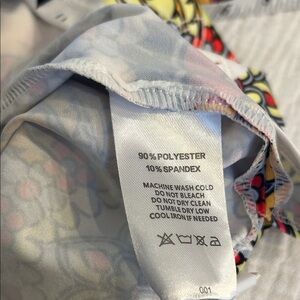 90% POLYESTER
10% SPANDEX
MACHINE WASH COLD
DO NOT BLEACH
DO NOT DRY CLEAN
TUMBLE DRY LOW
COOL IRON IF NEEDED
001